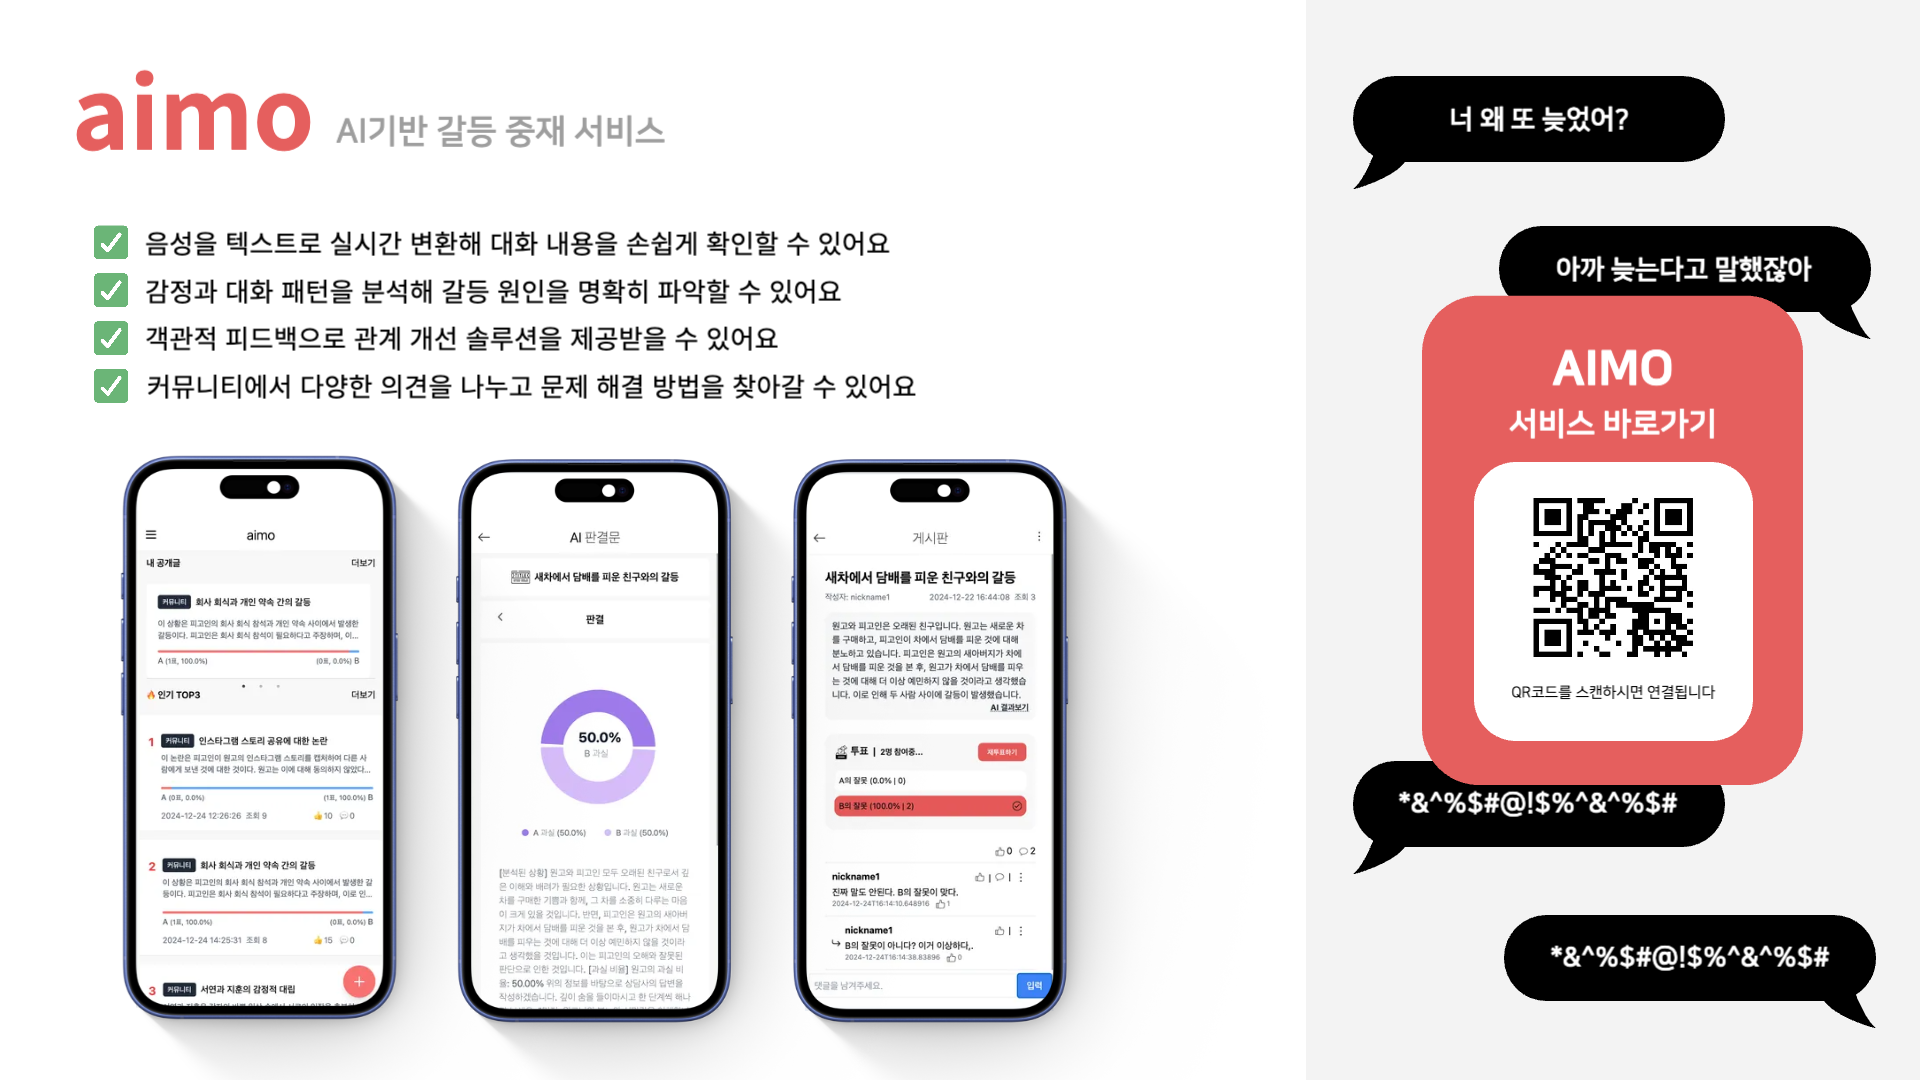 aimo AI기반 갈등 중재 서비스
음성을 텍스트로 실시간 변환해 대화 내용을 손쉽게 확인할 수 있어요
감정과 대화 패턴을 분석해 갈등 원인을 명확히 파악할 수 있어요
객관적 피드백으로 관계 개선 솔루션을 제공받을 수 있어요
커뮤니티에서 다양한 의견을 나누고 문제 해결 방법을 찾아갈 수 있어요
aimo
내 공개글 더보기
커뮤니티 회사 회식과 개인 약속 간의 갈등
이 상황은 피고인의 회사 회식 참석과 개인 약속 사이에서 발생한
갈등이다. 피고인은 회사 회식 참석이 필요하다고 주장하며, 이...
A (1표, 100.0%) (0표, 0.0%) B
🔥인기 TOP3 더보기
1 커뮤니티 인스타그램 스토리 공유에 대한 논란
이 논란은 피고인이 원고의 인스타그램 스토리를 캡처하여 다른 사
람에게 보낸 것에 대한 것이다. 원고는 이에 대해 동의하지 않았다...
A (0표, 0.0%) (1표, 100.0%) B
2024-12-24 12:26:26 조회 9 👍10 💬0
2 커뮤니티 회사 회식과 개인 약속 간의 갈등
이 상황은 피고인의 회사 회식 참석과 개인 약속 사이에서 발생한 갈
등이다. 피고인은 회사 회식 참석이 필요하다고 주장하며, 이로 인...
A (1표, 100.0%) (0표, 0.0%) B
2024-12-24 14:25:31 조회 8 👍15 💬0
3 커뮤니티 서연과 지훈의 감정적 대립
AI 판결문
새차에서 담배를 피운 친구와의 갈등
판결
50.0%
B 과실
A 과실 (50.0%) B 과실 (50.0%)
[분석된 상황] 원고와 피고인 모두 오래된 친구로서 깊
은 이해와 배려가 필요한 상황입니다. 원고는 새로운
차를 구매한 기쁨과 함께, 그 차를 소중히 다루는 마음
이 크게 있을 것입니다. 반면, 피고인은 원고의 새아버
지가 차에서 담배를 피운 것을 본 후, 원고가 차에서 담
배를 피우는 것에 대해 더 이상 예민하지 않을 것이라
고 생각했을 것입니다. 이는 피고인의 오해와 잘못된
판단으로 인한 것입니다. [과실 비율] 원고의 과실 비
율: 50.00% 위의 정보를 바탕으로 상담사의 답변을
작성하겠습니다. 깊이 숨을 들이마시고 한 단계씩 해나
게시판
새차에서 담배를 피운 친구와의 갈등
작성자: nickname1 2024-12-22 16:44:08 조회 3
원고와 피고인은 오래된 친구입니다. 원고는 새로운 차
를 구매하고, 피고인이 차에서 담배를 피운 것에 대해
분노하고 있습니다. 피고인은 원고의 새아버지가 차에
서 담배를 피운 것을 본 후, 원고가 차에서 담배를 피우
는 것에 대해 더 이상 예민하지 않을 것이라고 생각했습
니다. 이로 인해 두 사람 사이에 갈등이 발생했습니다.
AI 결과보기
투표 | 2명 참여중... 재투표하기
A의 잘못 (0.0% | 0)
B의 잘못 (100.0% | 2)
0 2
nickname1
진짜 말도 안된다. B의 잘못이 맞다.
2024-12-24T16:14:10.648916 1
nickname1
B의 잘못이 아니다? 이거 이상하다,.
2024-12-24T16:14:38.83896 0
댓글을 남겨주세요. 입력
너 왜 또 늦었어?
아까 늦는다고 말했잖아
AIMO
서비스 바로가기
QR코드를 스캔하시면 연결됩니다
*&^%$#@!$%^&^%$#
*&^%$#@!$%^&^%$#